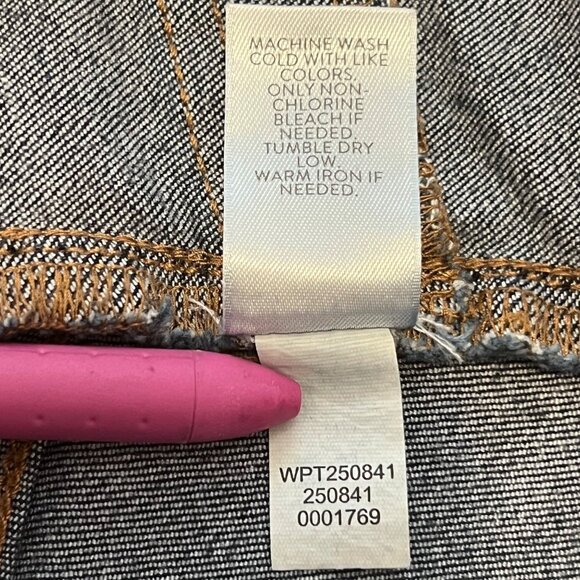 MACHINE WASH
COLD WITH LIKE
COLORS.
ONLY NON-
CHLORINE
BLEACH IF
NEEDED.
TUMBLE DRY
LOW.
WARM IRON IF
NEEDED.
WPT250841
250841
0001769